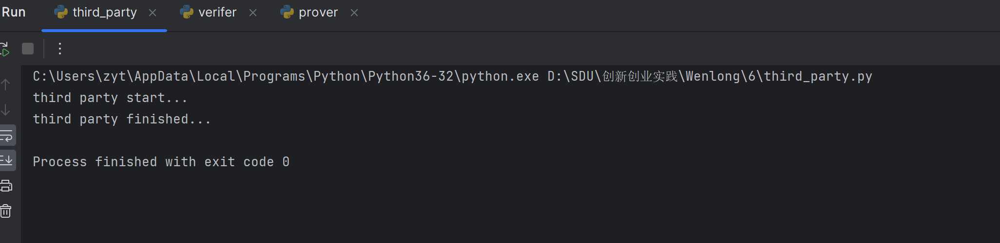 Run third_party verifer prover
C:\Users\zyt\AppData\Local\Programs\Python\Python36-32\python.exe D:\SDU\创新创业实践\Wenlong\6\third_party.py
third party start...
third party finished...
Process finished with exit code 0